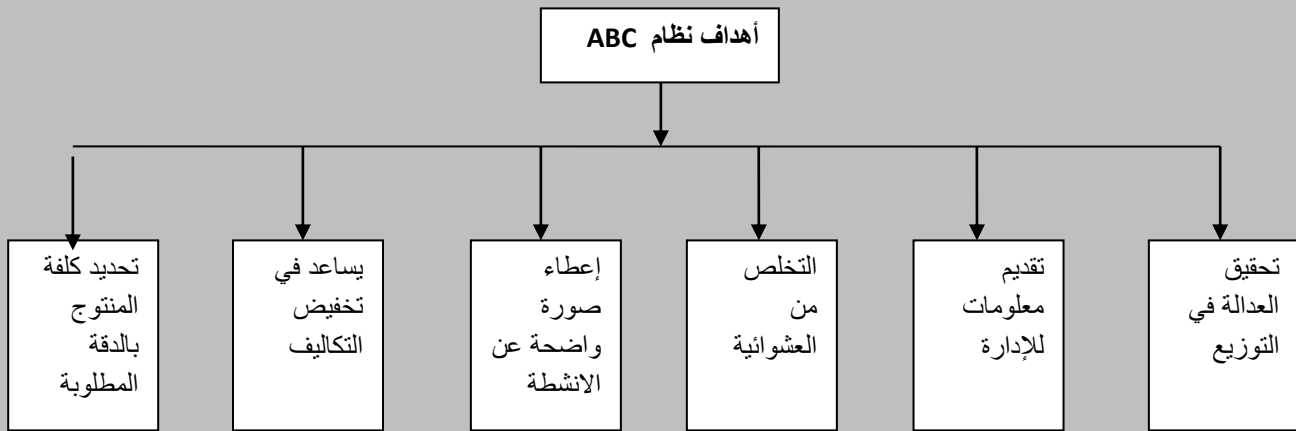 أهداف نظام ABC
تحقيق
العدالة في
التوزيع
تقديم
معلومات
للإدارة
التخلص
من
العشوائية
إعطاء
صورة
واضحة عن
الانشطة
يساعد في
تخفيض
التكاليف
تحديد كلفة
المنتوج
بالدقة
المطلوبة